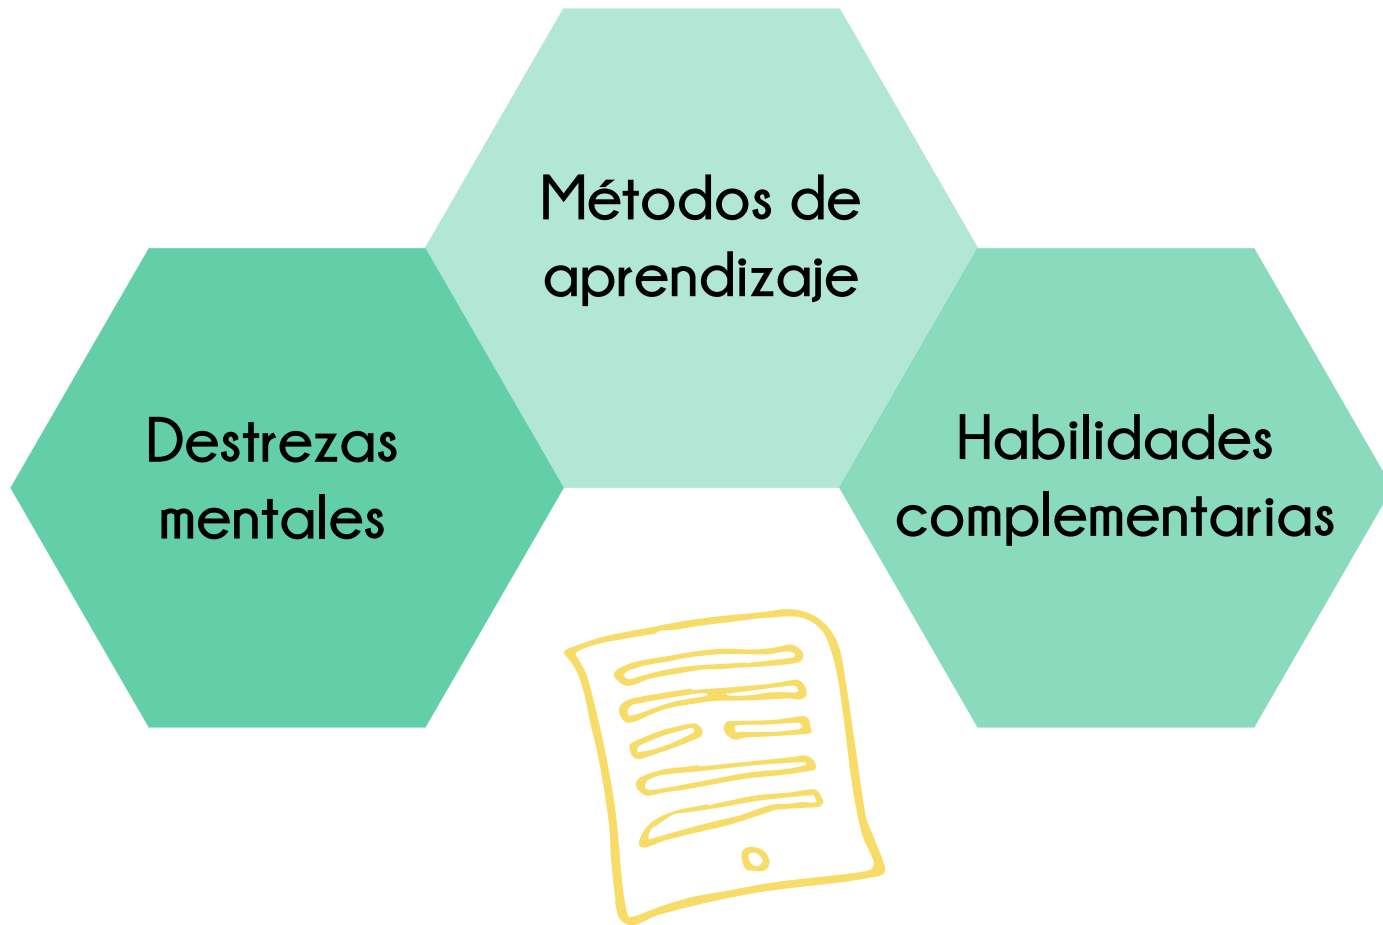 Métodos de
aprendizaje
Destrezas
mentales
Habilidades
complementarias